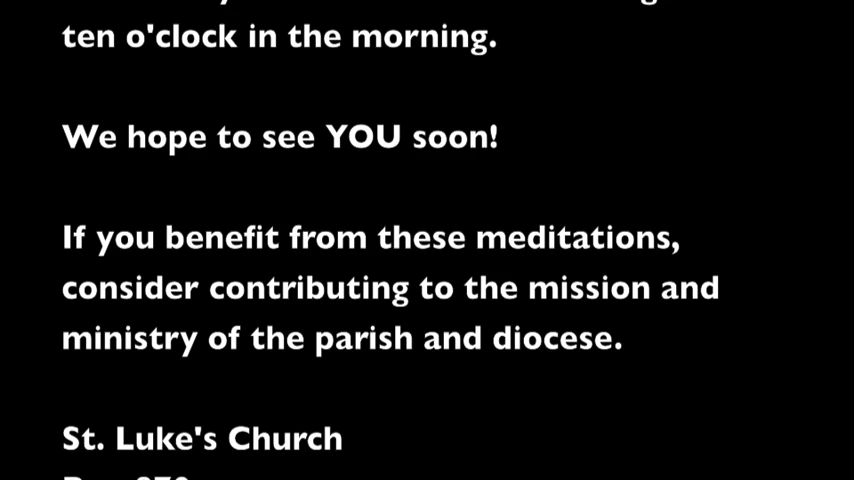 ten o'clock in the morning.
We hope to see YOU soon!
If you benefit from these meditations,
consider contributing to the mission and
ministry of the parish and diocese.
St. Luke's Church